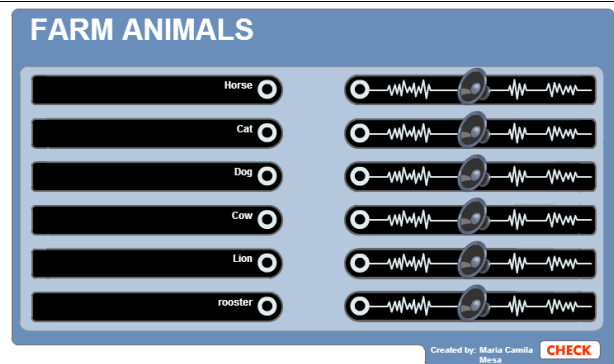 FARM ANIMALS
Horse
Cat
Dog
Cow
Lion
rooster
Created by: Maria Camila
Mesa
CHECK